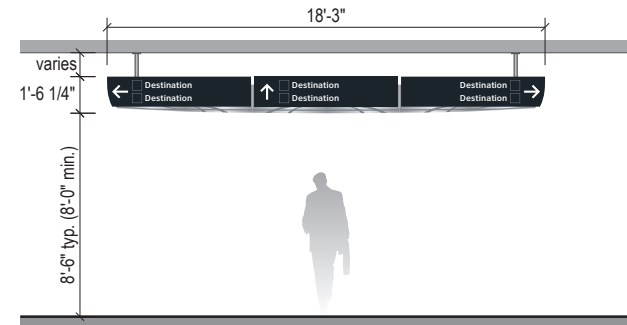 18'-3"
varies
1'-6 1/4"
Destination
Destination
Destination
Destination
Destination
Destination
8'-6" typ. (8'-0" min.)